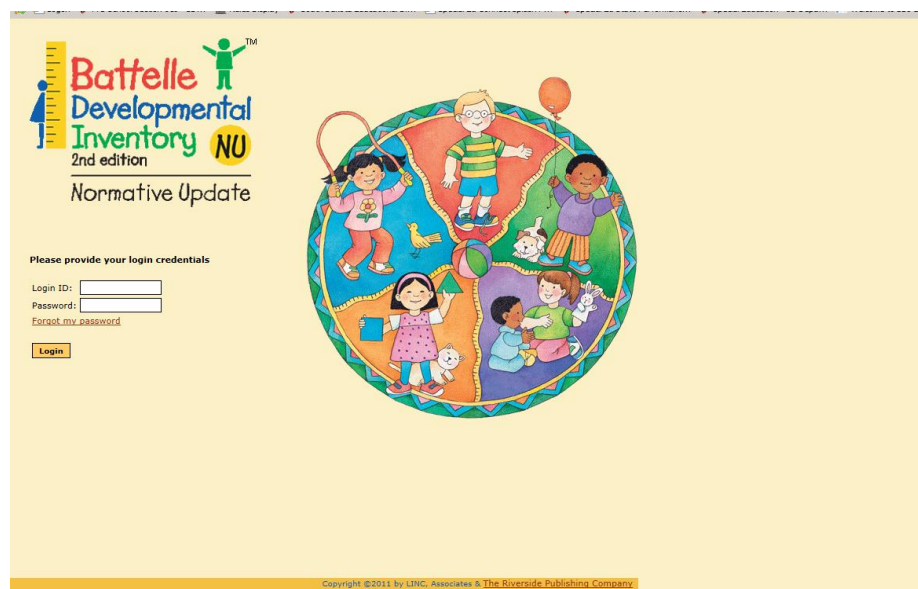 TM
Battelle
Developmental
Inventory NU
2nd edition
Normative Update
Please provide your login credentials
Login ID:
Password:
Forgot my password
Login
Copyright ©2011 by LINC, Associates & The Riverside Publishing Company